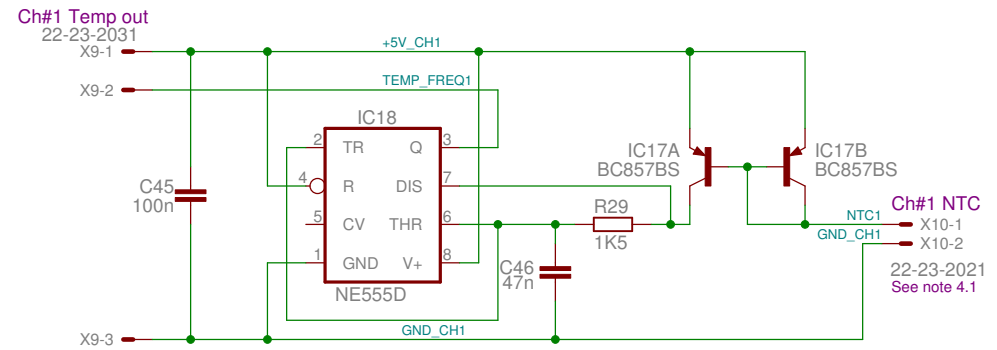 Ch#1 Temp out
22-23-2031
X9-1
+5V_CH1
X9-2
TEMP_FREQ1
IC18
2 TR Q 3
4 R DIS 7
5 CV THR 6
1 GND V+ 8
NE555D
C45
100n
IC17A
BC857BS
IC17B
BC857BS
R29
1K5
C46
47n
Ch#1 NTC
NTC1 X10-1
GND_CH1 X10-2
22-23-2021
See note 4.1
GND_CH1
X9-3